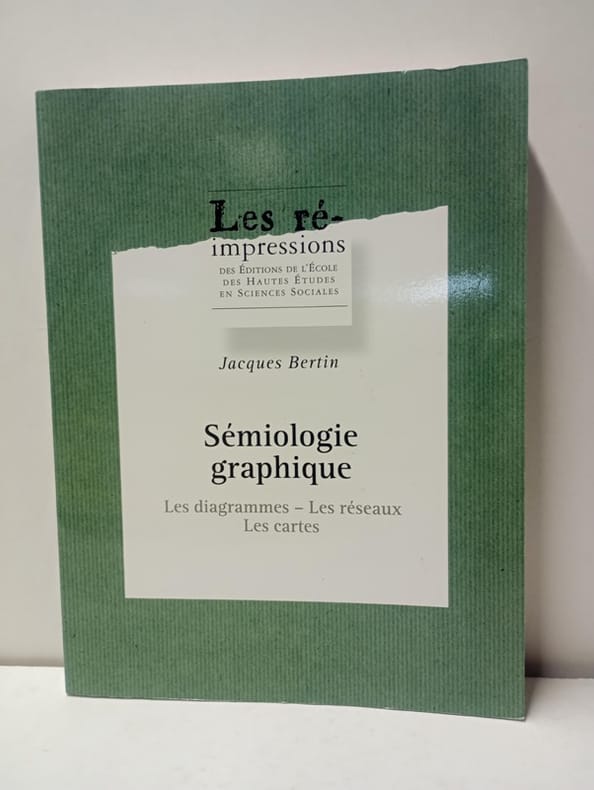 Les ré-
impressions
DES ÉDITIONS DE L'ÉCOLE
DES HAUTES ÉTUDES
EN SCIENCES SOCIALES
Jacques Bertin
Sémiologie
graphique
Les diagrammes – Les réseaux
Les cartes